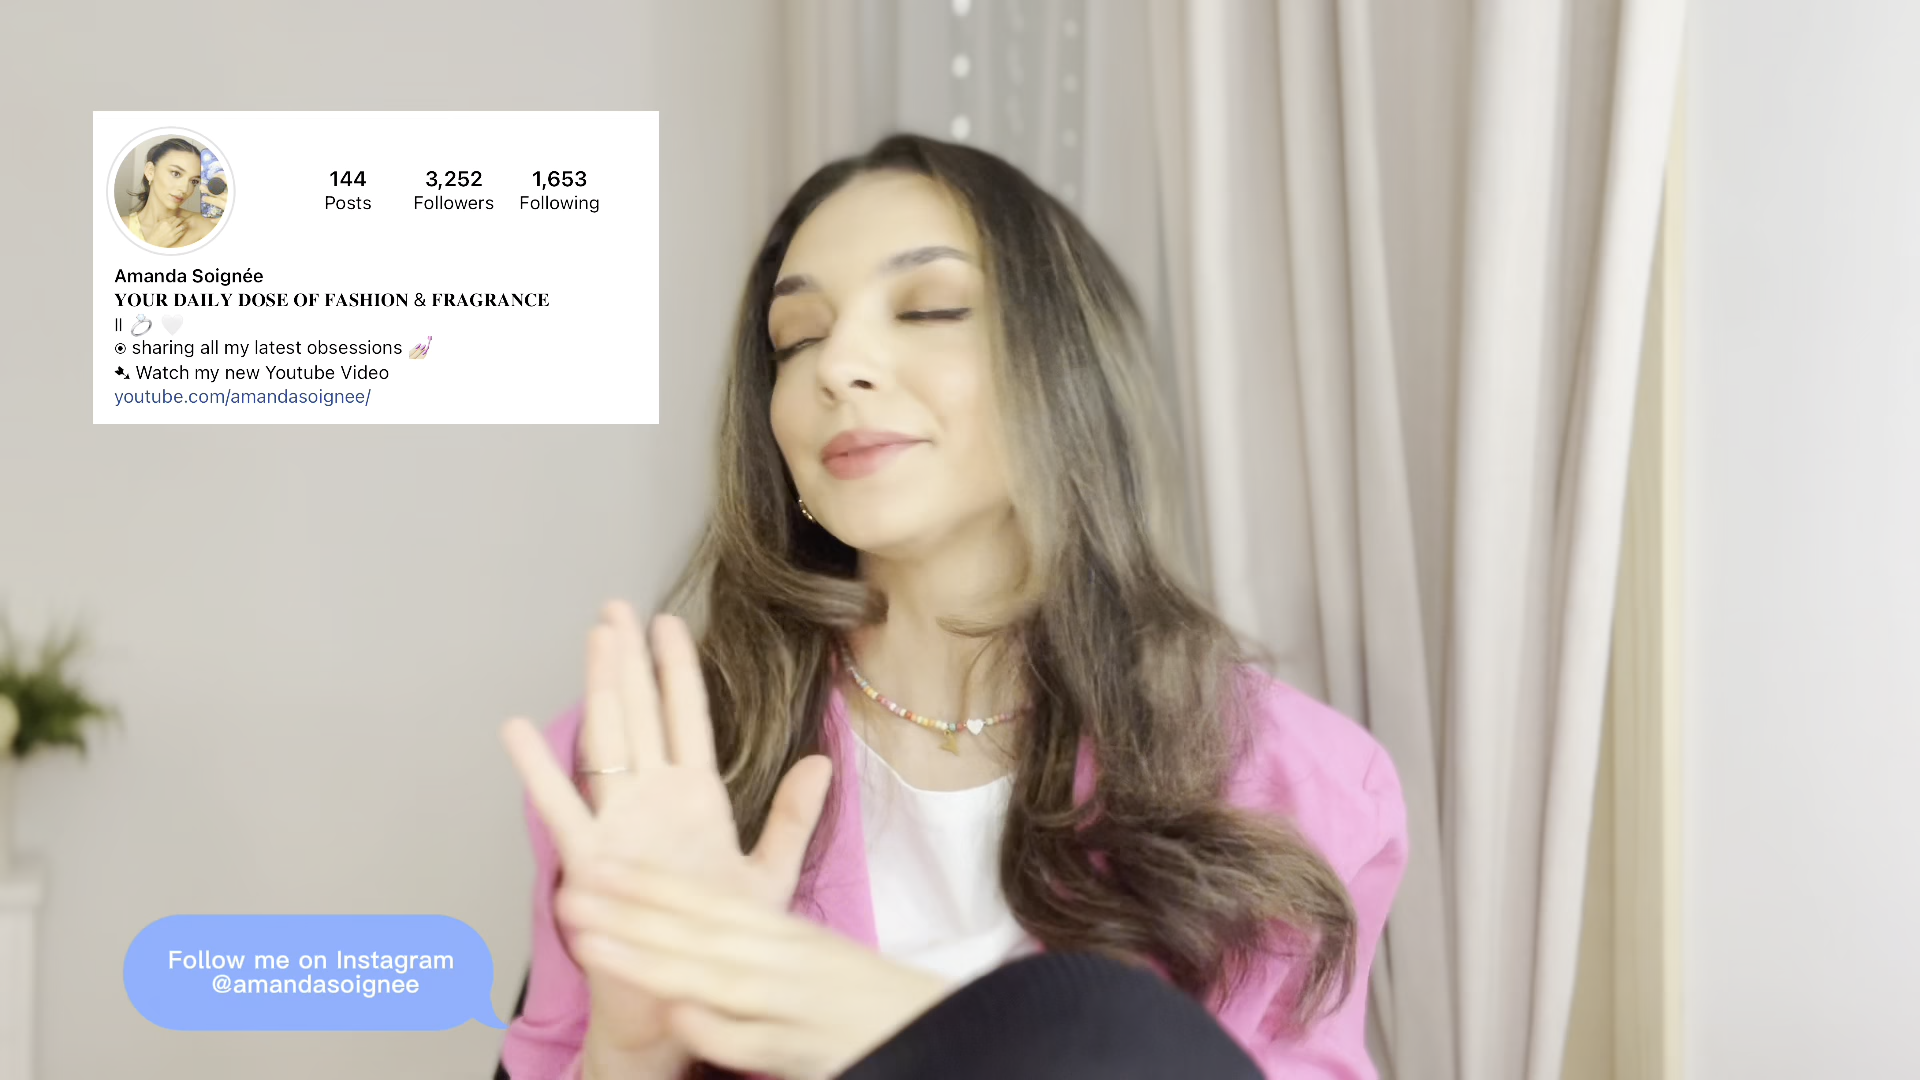 144 3,252 1,653
Posts Followers Following
Amanda Soignée
YOUR DAILY DOSE OF FASHION & FRAGRANCE
II 💍 🤍
⍟ sharing all my latest obsessions 💅🏻
➷ Watch my new Youtube Video
youtube.com/amandasoignee/
Follow me on Instagram
@amandasoignee